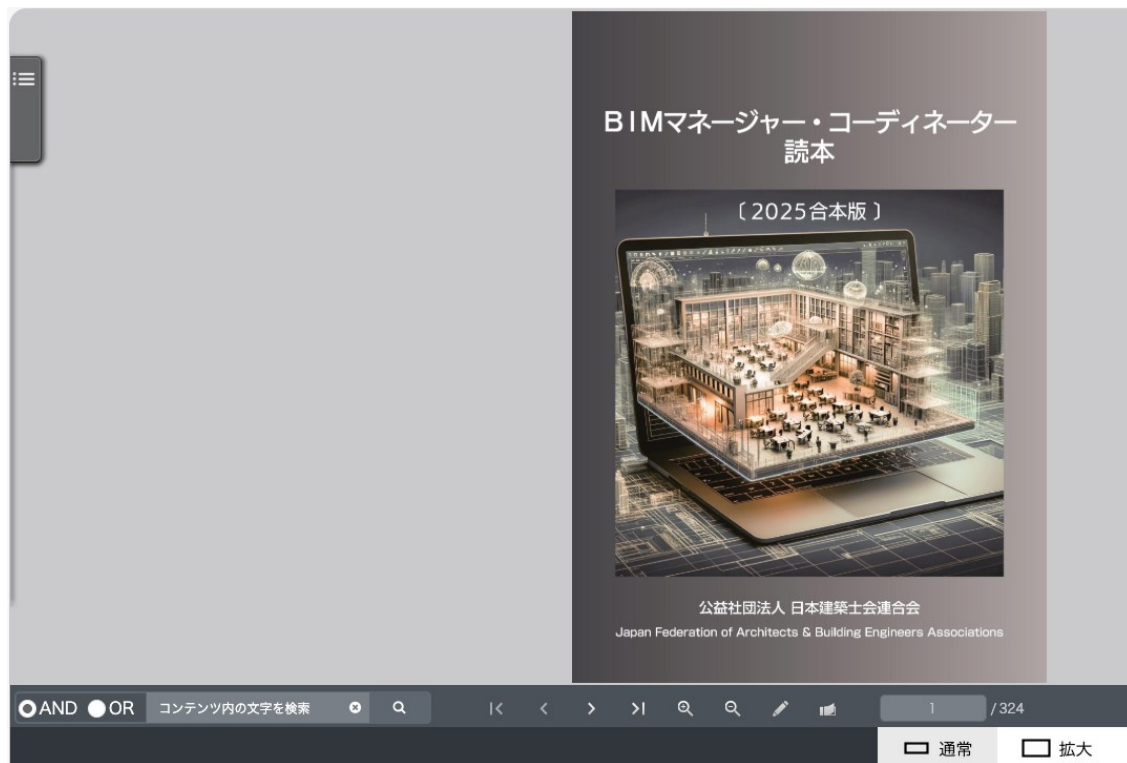 BIMマネージャー・コーディネーター
読本
〔2025合本版〕
公益社団法人 日本建築士会連合会
Japan Federation of Architects & Building Engineers Associations
AND OR コンテンツ内の文字を検索 1 / 324
通常 拡大